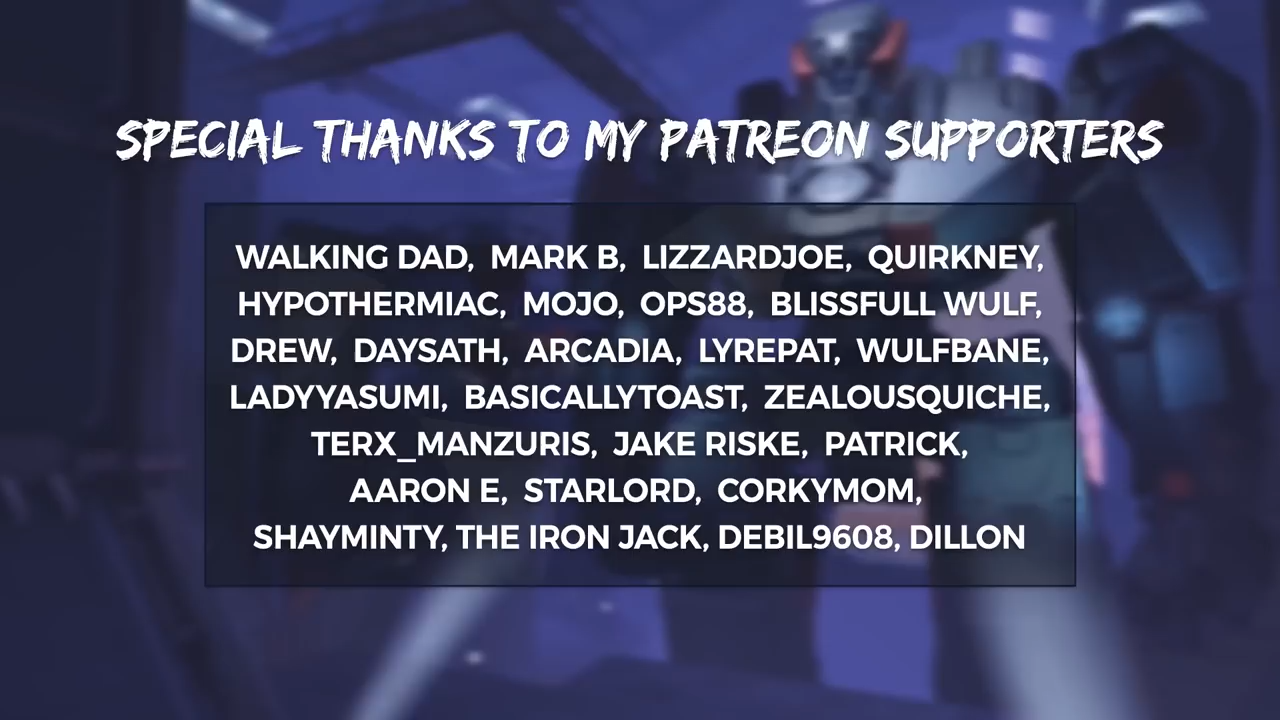 SPECIAL THANKS TO MY PATREON SUPPORTERS
WALKING DAD, MARK B, LIZZARDJOE, QUIRKNEY,
HYPOTHERMIAC, MOJO, OPS88, BLISSFULL WULF,
DREW, DAYSATH, ARCADIA, LYREPAT, WULFBANE,
LADYYASUMI, BASICALLYTOAST, ZEALOUSQUICHE,
TERX_MANZURIS, JAKE RISKE, PATRICK,
AARON E, STARLORD, CORKYMOM,
SHAYMINTY, THE IRON JACK, DEBIL9608, DILLON